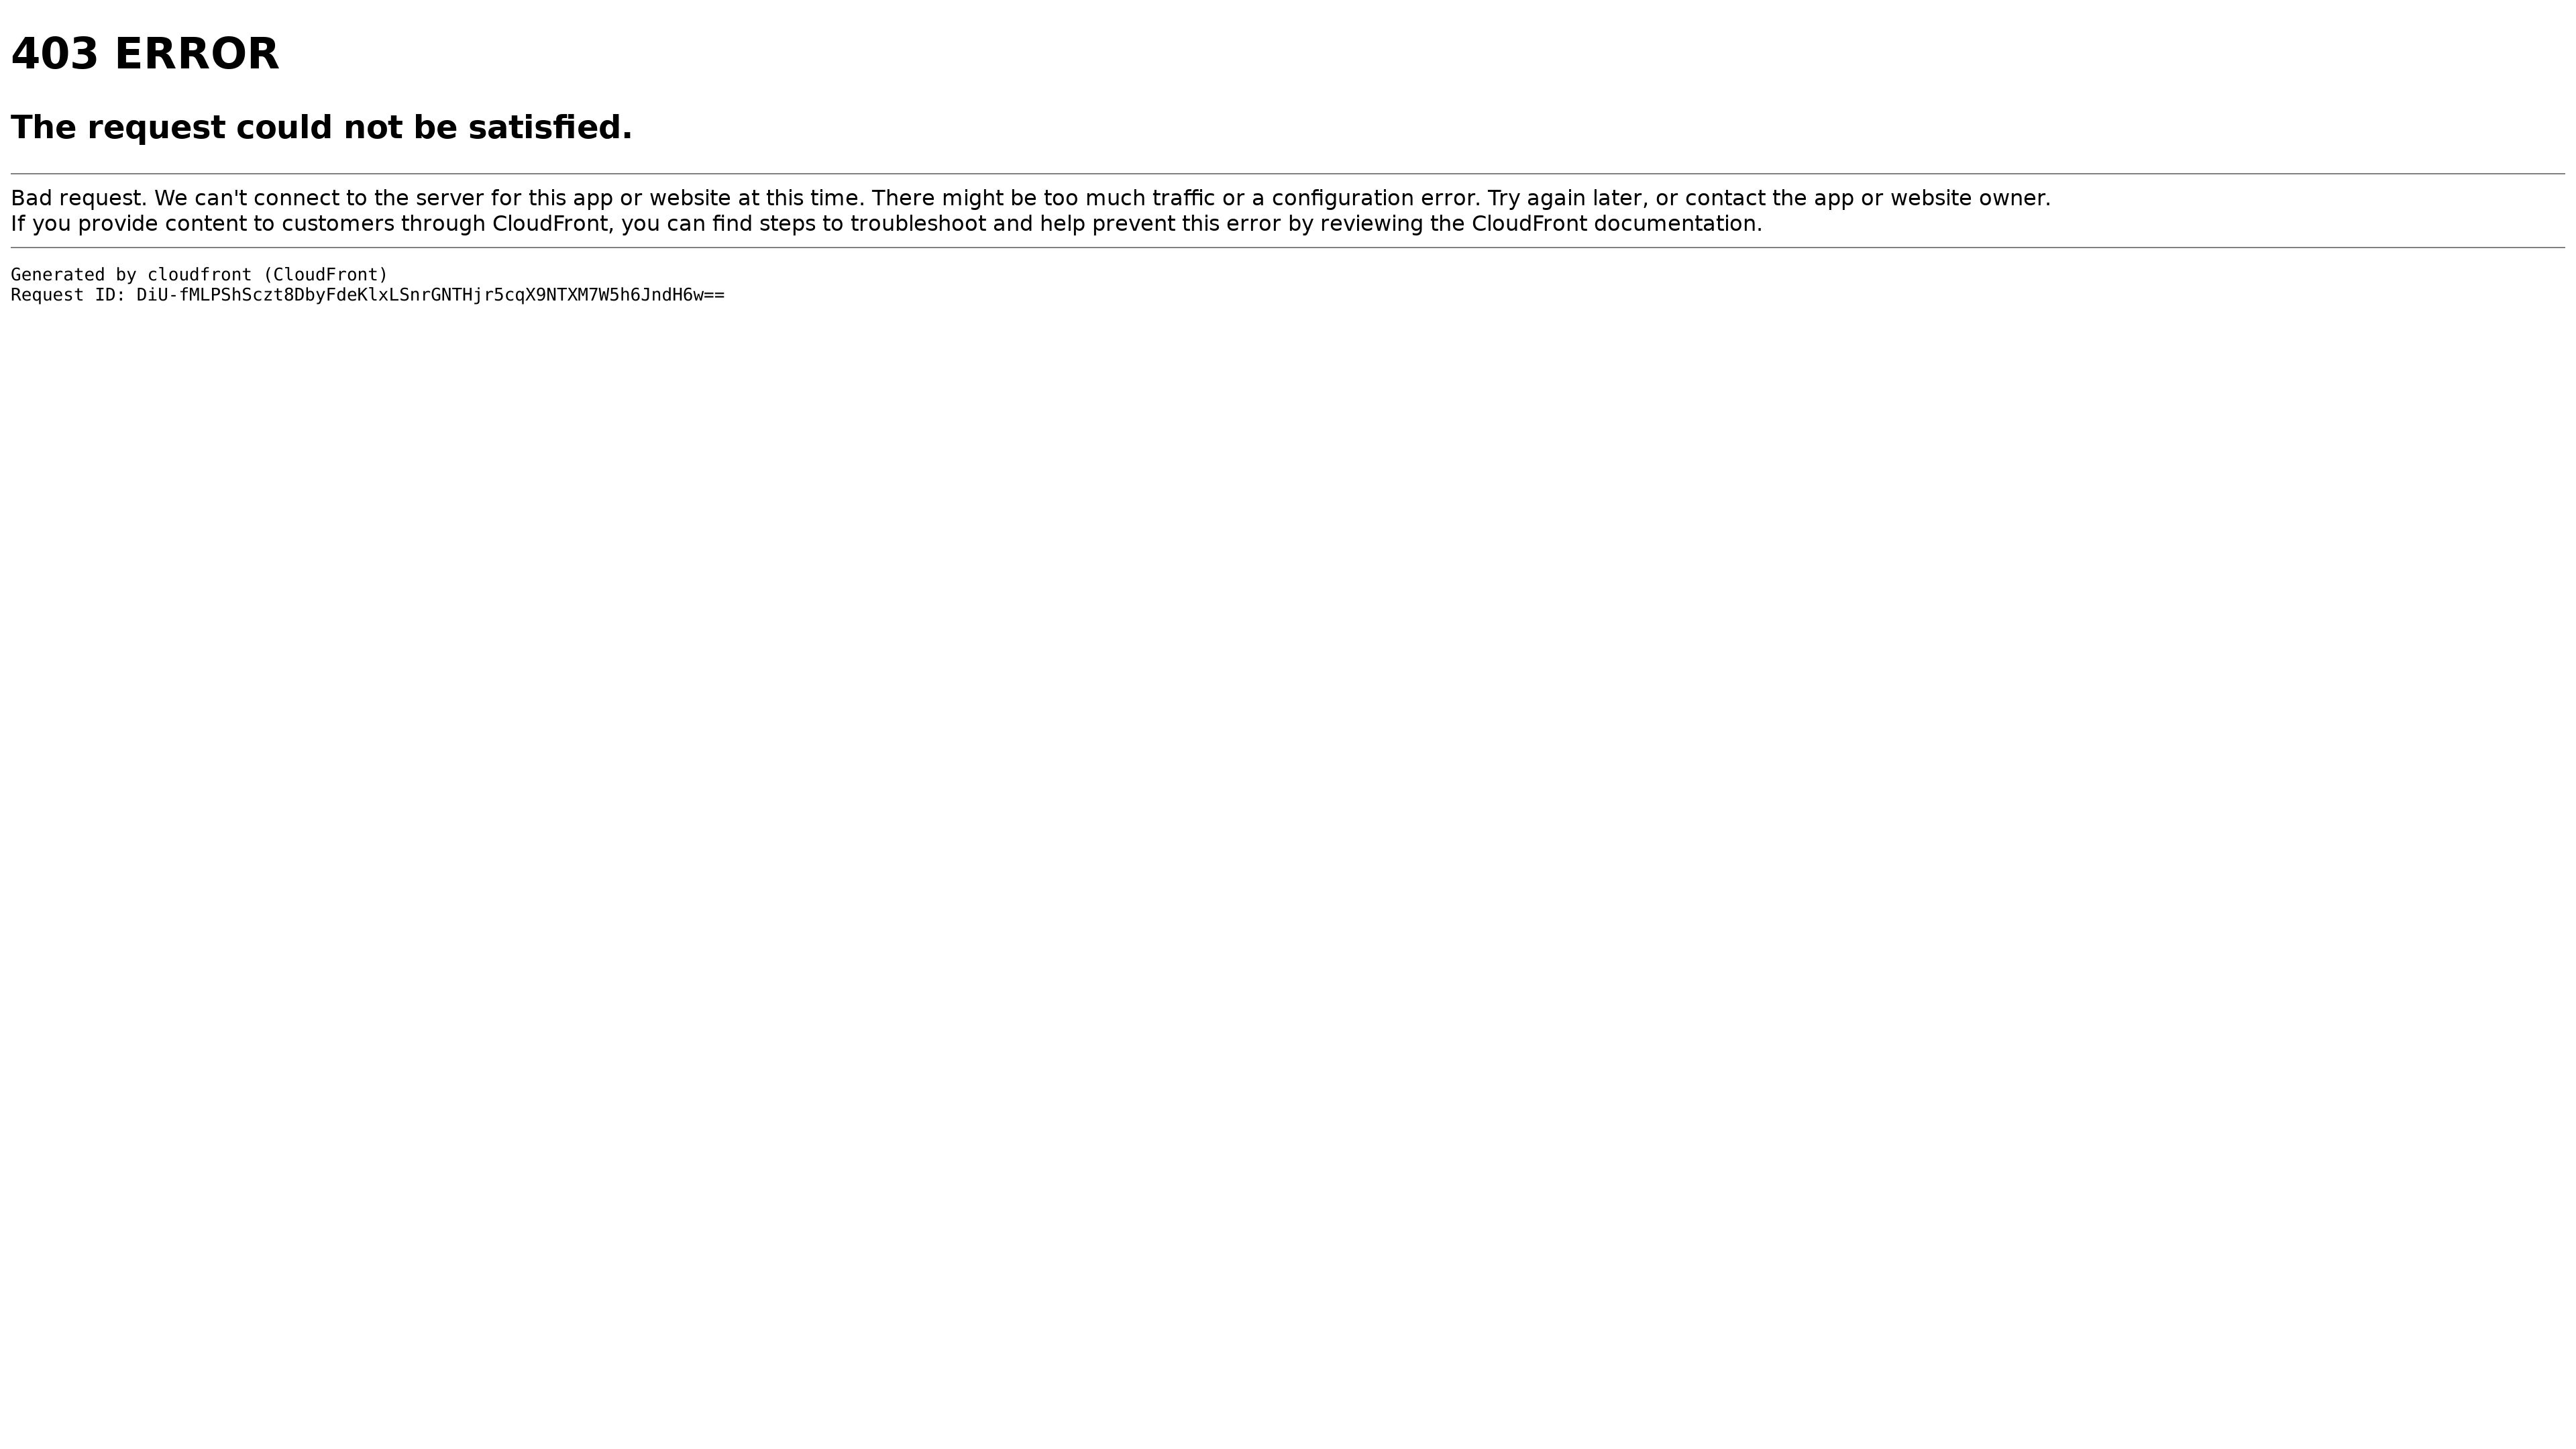 403 ERROR
The request could not be satisfied.
Bad request. We can't connect to the server for this app or website at this time. There might be too much traffic or a configuration error. Try again later, or contact the app or website owner.
If you provide content to customers through CloudFront, you can find steps to troubleshoot and help prevent this error by reviewing the CloudFront documentation.
Generated by cloudfront (CloudFront)
Request ID: DiU-fMLPShSczt8DbyFdeKlxLSnrGNTHjr5cqX9NTXM7W5h6JndH6w==